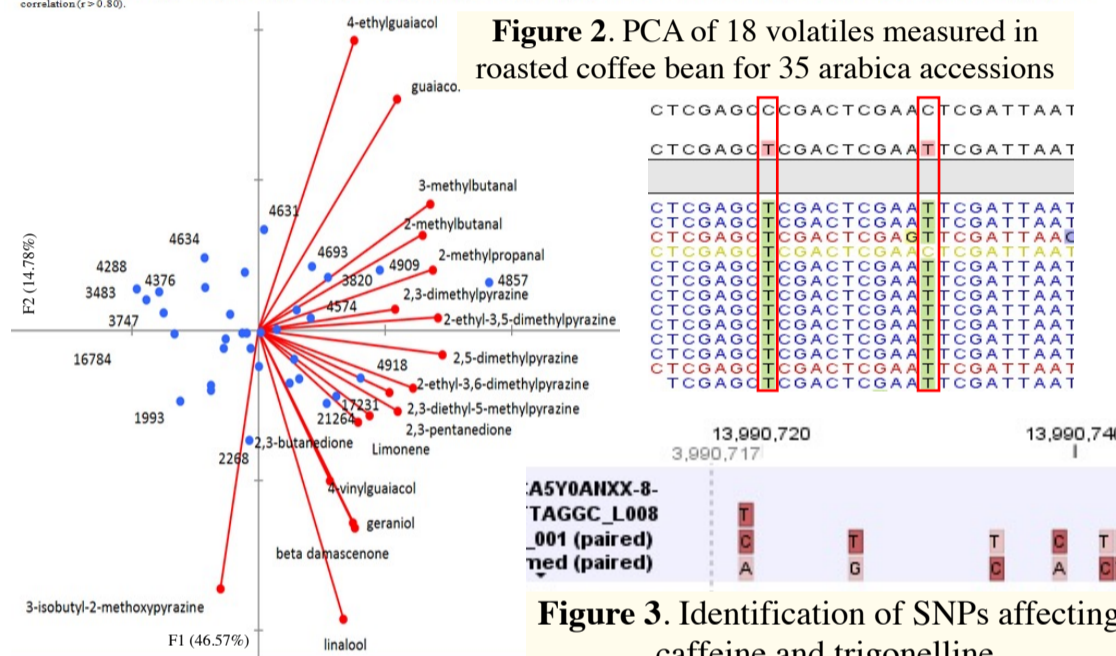 correlation (r > 0.80).
4-ethylguaiacol
guaiaco
3-methylbutanal
4631
2-methylbutanal
4634
4693
4909
2-methylpropanal
4288
4376
3820
4857
3483
2,3-dimethylpyrazine
4574
3747
2-ethyl-3,5-dimethylpyrazine
16784
2,5-dimethylpyrazine
4918
2-ethyl-3,6-dimethylpyrazine
17231
2,3-diethyl-5-methylpyrazine
1993
21264
2,3-pentanedione
2,3-butanedione
Limonene
2268
4-vinylguaiacol
geraniol
beta damascenone
3-isobutyl-2-methoxypyrazine
linalool
F2 (14.78%)
F1 (46.57%)
Figure 2. PCA of 18 volatiles measured in
roasted coffee bean for 35 arabica accessions
CTCGAGCCCGACTCGAACTCGATTAAT
CTCGAGCTCGACTCGAATTCGATTAAT
CTCGAGCTCGACTCGAATTCGATTAAT
CTCGAGCTCGACTCGAATTCGATTAAT
CTCGAGCTCGACTCGAGTTCGATTAAC
CTCGAGCTCGACTCGAACTCGATTAAT
CTCGAGCTCGACTCGAATTCGATTAAT
CTCGAGCTCGACTCGAATTCGATTAAT
CTCGAGCTCGACTCGAATTCGATTAAT
CTCGAGCTCGACTCGAATTCGATTAAT
CTCGAGCTCGACTCGAATTCGATTAAT
CTCGAGCTCGACTCGAATTCGATTAAT
CTCGAGCTCGACTCGAATTCGATTAAT
CTCGAGCTCGACTCGAATTCGATTAAT
TCGAGCTCGACTCGAATTCGATTAAT
13,990,720 13,990,74
3,990,717
A5Y0ANXX-8-
TAGGC_L008 T
_001 (paired) C T T C T
med (paired) A G C A C
Figure 3. Identification of SNPs affecting
caffeine and trigonelline